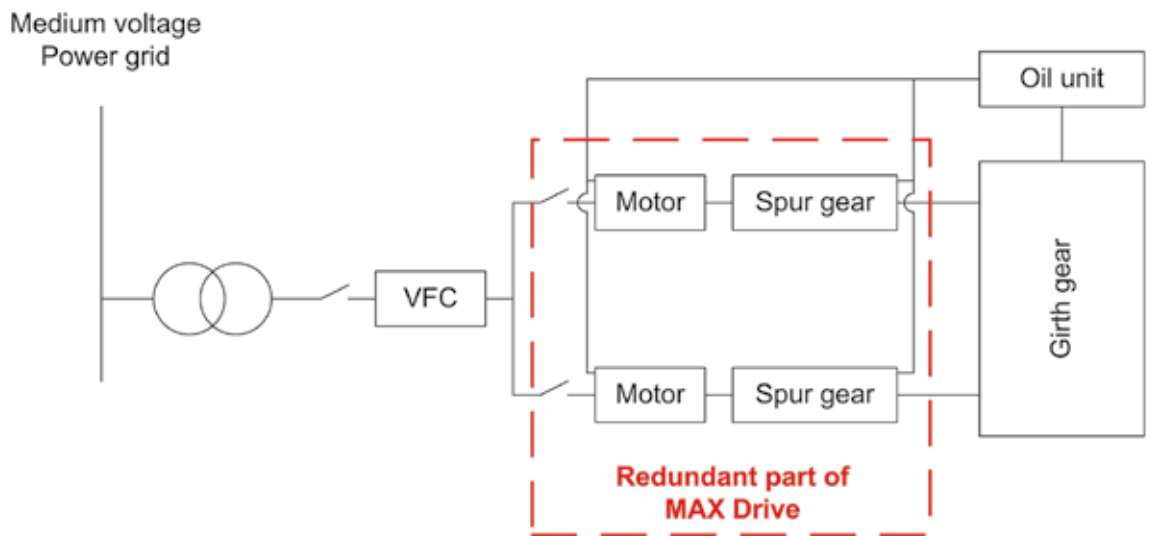 Medium voltage
Power grid
Oil unit
Motor
Spur gear
VFC
Girth gear
Motor
Spur gear
Redundant part of
MAX Drive